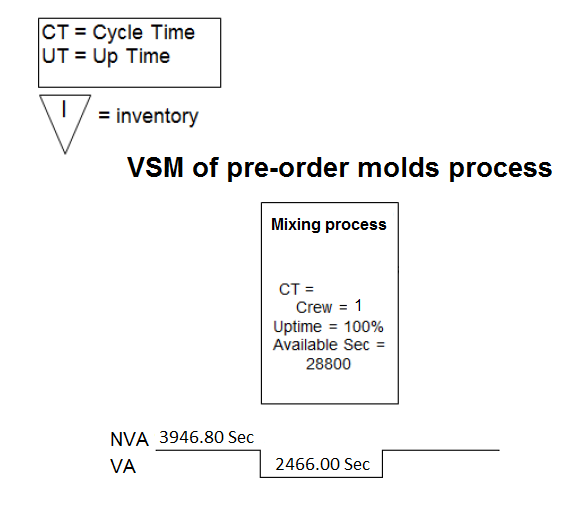 CT = Cycle Time
UT = Up Time
I
= inventory
VSM of pre-order molds process
Mixing process
CT =
Crew = 1
Uptime = 100%
Available Sec =
28800
NVA 3946.80 Sec
VA 2466.00 Sec